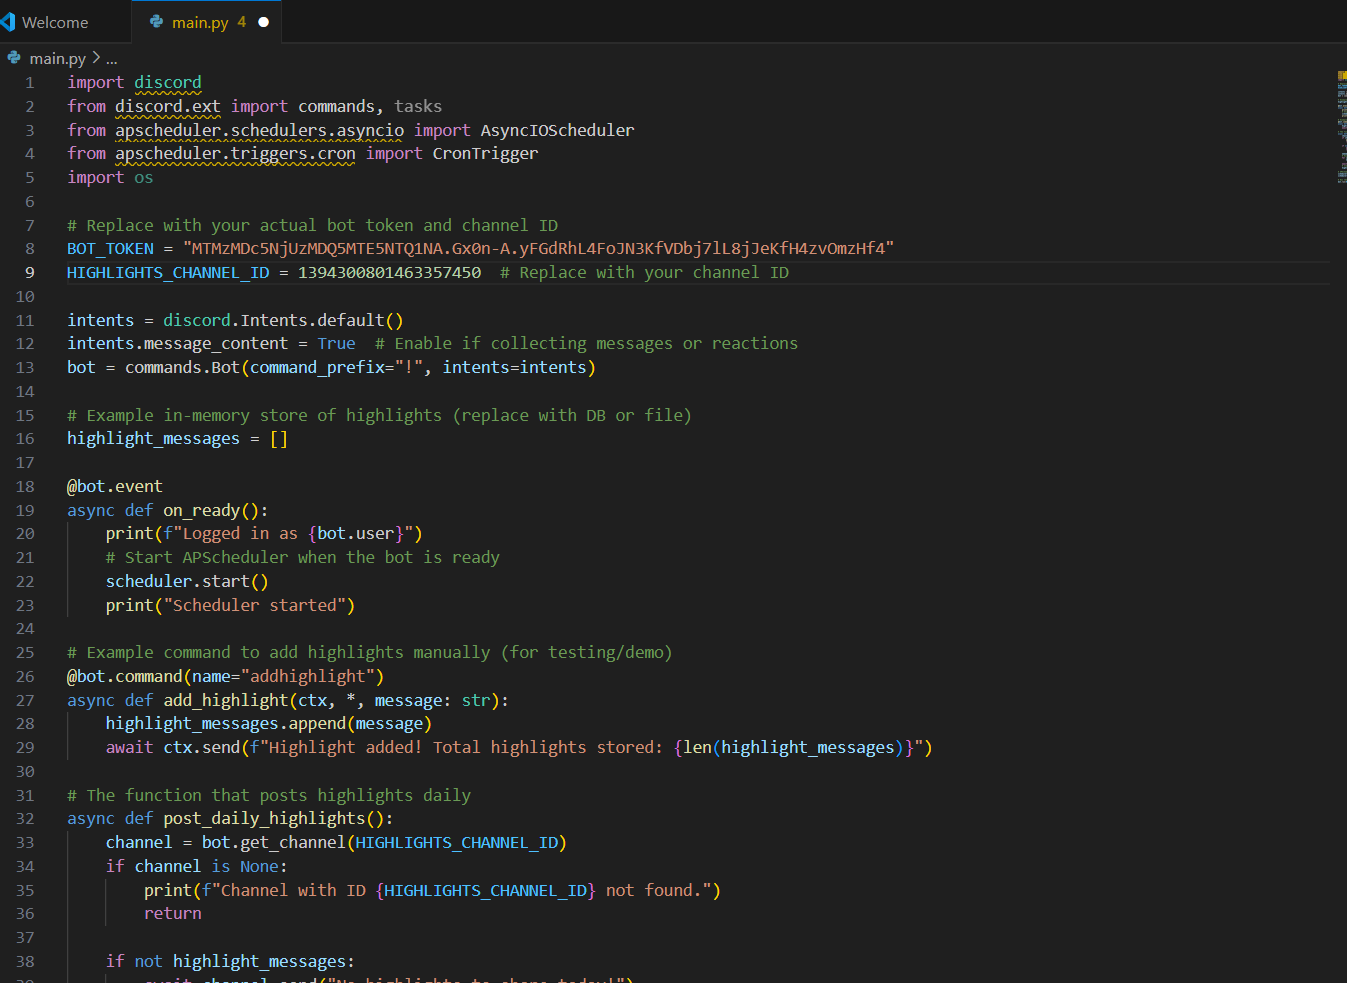 Welcome
main.py 4
main.py > ...
1 import discord
2 from discord.ext import commands, tasks
3 from apscheduler.schedulers.asyncio import AsyncIOScheduler
4 from apscheduler.triggers.cron import CronTrigger
5 import os
6
7 # Replace with your actual bot token and channel ID
8 BOT_TOKEN = "MTMzMDc5NjUzMDQ5MTE5NTQ1NA.Gx0n-A.yFGdRhL4FoJN3KfVDbj7lL8jJeKfH4zvOmzHf4"
9 HIGHLIGHTS_CHANNEL_ID = 1394300801463357450  # Replace with your channel ID
10
11 intents = discord.Intents.default()
12 intents.message_content = True  # Enable if collecting messages or reactions
13 bot = commands.Bot(command_prefix="!", intents=intents)
14
15 # Example in-memory store of highlights (replace with DB or file)
16 highlight_messages = []
17
18 @bot.event
19 async def on_ready():
20     print(f"Logged in as {bot.user}")
21     # Start APScheduler when the bot is ready
22     scheduler.start()
23     print("Scheduler started")
24
25 # Example command to add highlights manually (for testing/demo)
26 @bot.command(name="addhighlight")
27 async def add_highlight(ctx, *, message: str):
28     highlight_messages.append(message)
29     await ctx.send(f"Highlight added! Total highlights stored: {len(highlight_messages)}")
30
31 # The function that posts highlights daily
32 async def post_daily_highlights():
33     channel = bot.get_channel(HIGHLIGHTS_CHANNEL_ID)
34     if channel is None:
35         print(f"Channel with ID {HIGHLIGHTS_CHANNEL_ID} not found.")
36         return
37
38     if not highlight_messages: